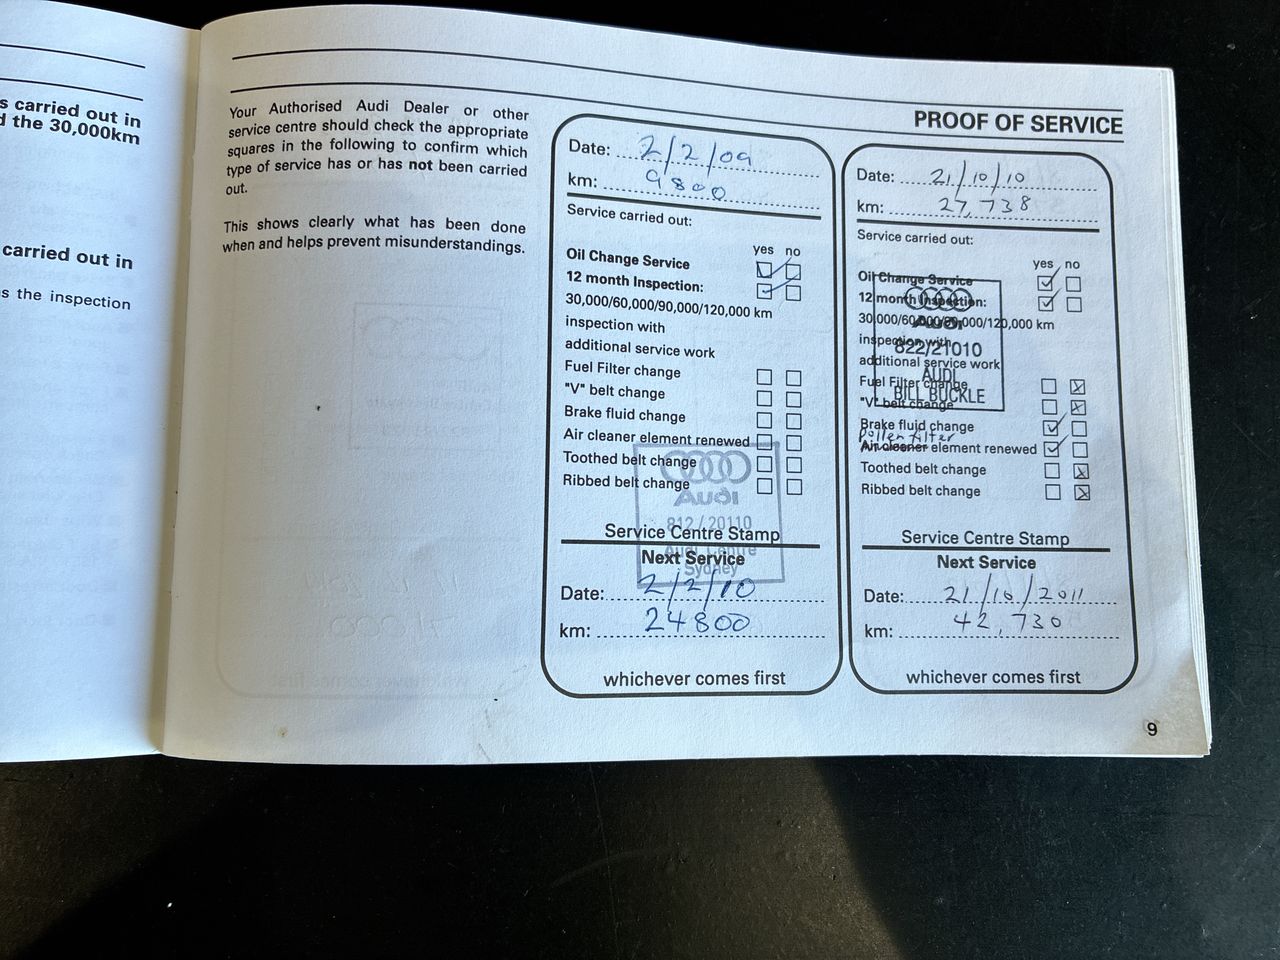 s carried out in
d the 30,000km
carried out in
s the inspection
Your Authorised Audi Dealer or other
service centre should check the appropriate
squares in the following to confirm which
type of service has or has not been carried
out.
This shows clearly what has been done
when and helps prevent misunderstandings.
PROOF OF SERVICE
Date: 2/2/09
km: 9800
Service carried out:
yes no
Oil Change Service
12 month Inspection:
30,000/60,000/90,000/120,000 km
inspection with
additional service work
Fuel Filter change
"V" belt change
Brake fluid change
Air cleaner element renewed
Toothed belt change
Ribbed belt change
Audi
812/20110
Audi Centre
Sydney
Service Centre Stamp
Next Service
Date: 2/2/10
km: 24800
whichever comes first
Date: 21/10/10
km: 27,738
Service carried out:
yes no
Oil Change Service
12 month Inspection:
30,000/60,000/90,000/120,000 km
inspection with
additional service work
Fuel Filter change
"V" belt change
Audi
822/21010
AUDI
BILL BUCKLE
Brake fluid change
Pollen filter
Air cleaner element renewed
Toothed belt change
Ribbed belt change
Service Centre Stamp
Next Service
Date: 21/10/2011
km: 42,730
whichever comes first
9